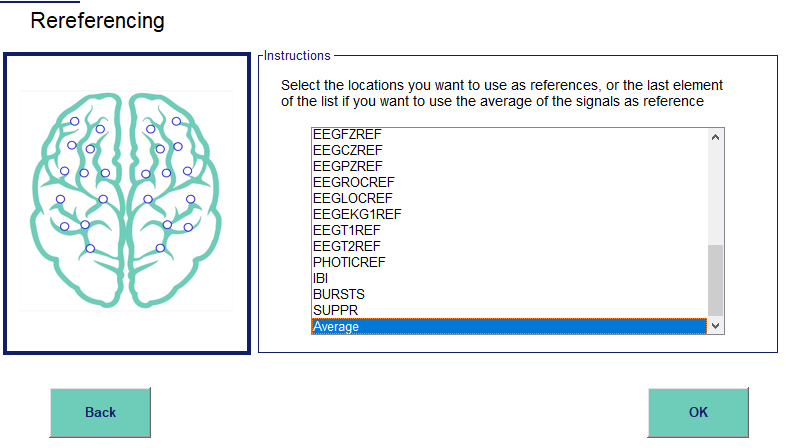 Rereferencing
Instructions
Select the locations you want to use as references, or the last element
of the list if you want to use the average of the signals as reference
EEGFZREF
EEGCZREF
EEGPZREF
EEGROCREF
EEGLOCREF
EEGEKG1REF
EEGT1REF
EEGT2REF
PHOTICREF
IBI
BURSTS
SUPPR
Average
Back
OK